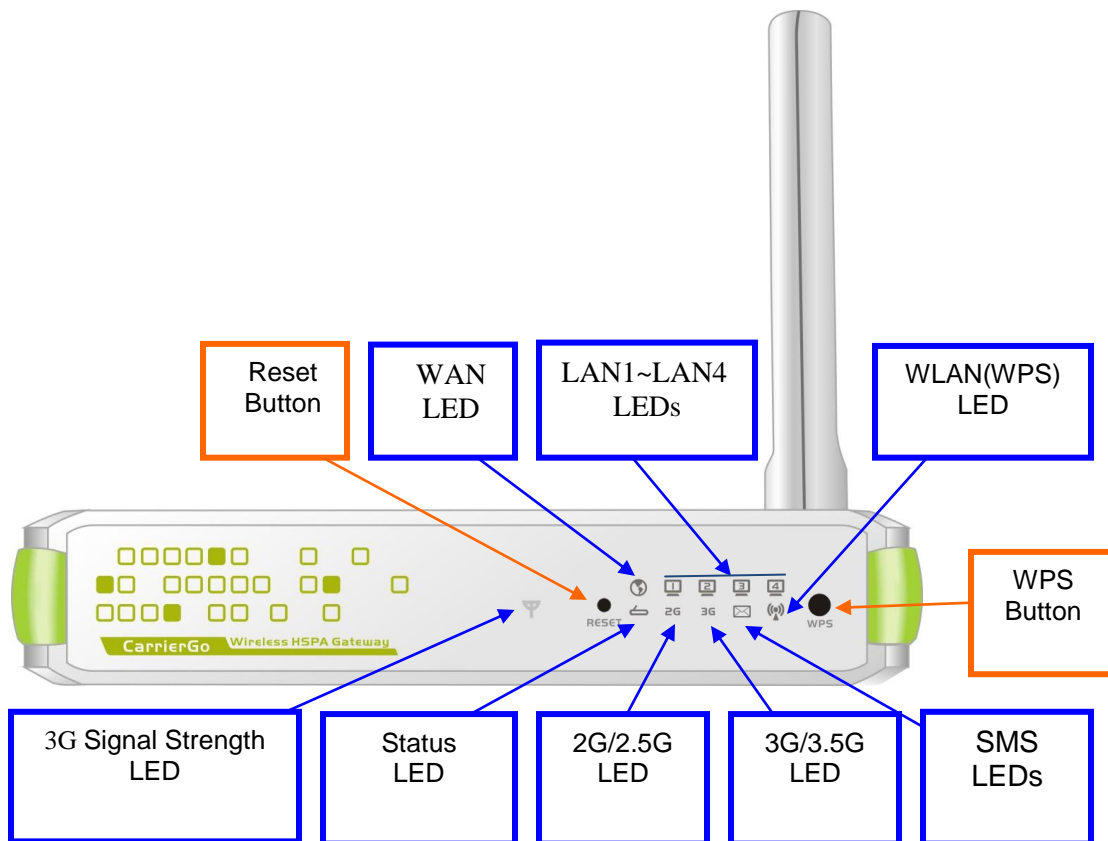 Reset
Button
WAN
LED
LAN1~LAN4
LEDs
WLAN(WPS)
LED
1 2 3 4
RESET 2G 3G WPS
CarrierGo Wireless HSPA Gateway
WPS
Button
3G Signal Strength
LED
Status
LED
2G/2.5G
LED
3G/3.5G
LED
SMS
LEDs